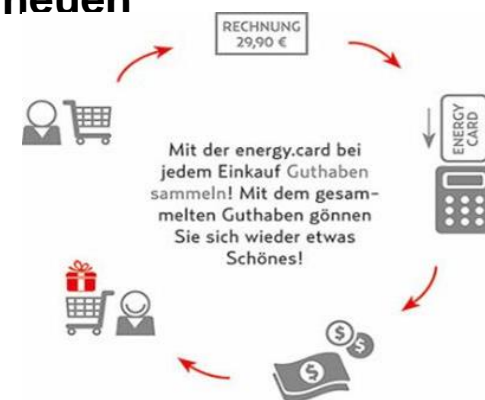 RECHNUNG
29,90 €
ENERGY
CARD
Mit der energy.card bei
jedem Einkauf Guthaben
sammeln! Mit dem gesam-
melten Guthaben gönnen
Sie sich wieder etwas
Schönes!
$
$
$